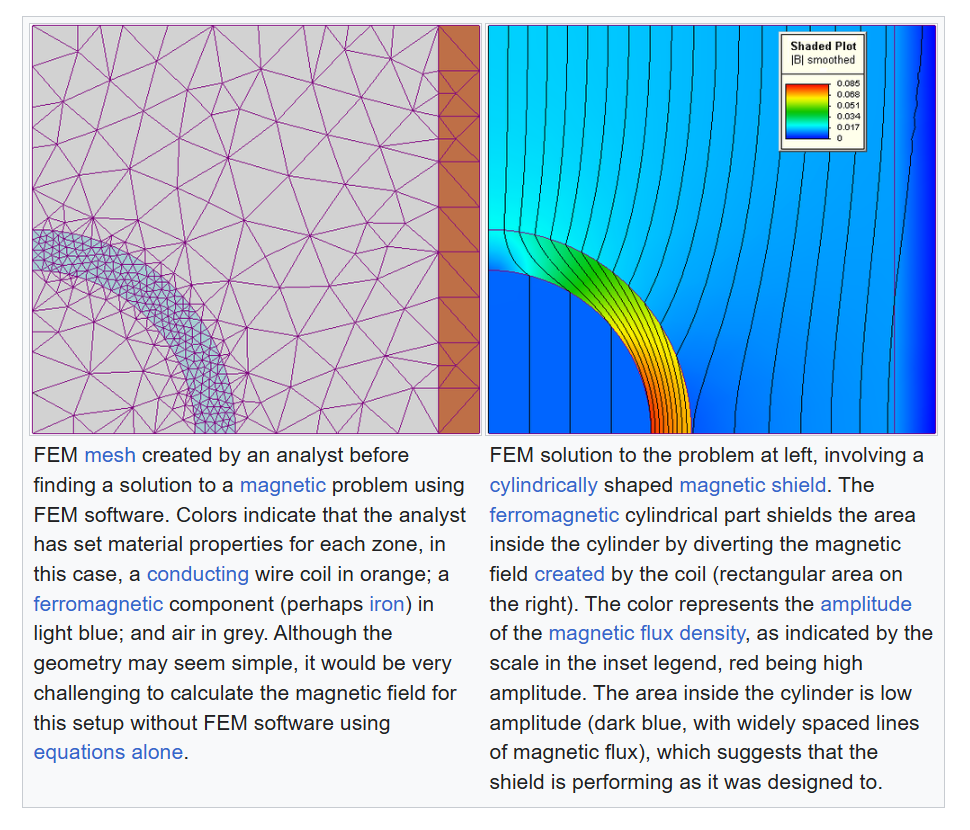 Shaded Plot
|B| smoothed
0.085
0.068
0.051
0.034
0.017
0
FEM mesh created by an analyst before
finding a solution to a magnetic problem using
FEM software. Colors indicate that the analyst
has set material properties for each zone, in
this case, a conducting wire coil in orange; a
ferromagnetic component (perhaps iron) in
light blue; and air in grey. Although the
geometry may seem simple, it would be very
challenging to calculate the magnetic field for
this setup without FEM software using
equations alone.
FEM solution to the problem at left, involving a
cylindrically shaped magnetic shield. The
ferromagnetic cylindrical part shields the area
inside the cylinder by diverting the magnetic
field created by the coil (rectangular area on
the right). The color represents the amplitude
of the magnetic flux density, as indicated by the
scale in the inset legend, red being high
amplitude. The area inside the cylinder is low
amplitude (dark blue, with widely spaced lines
of magnetic flux), which suggests that the
shield is performing as it was designed to.